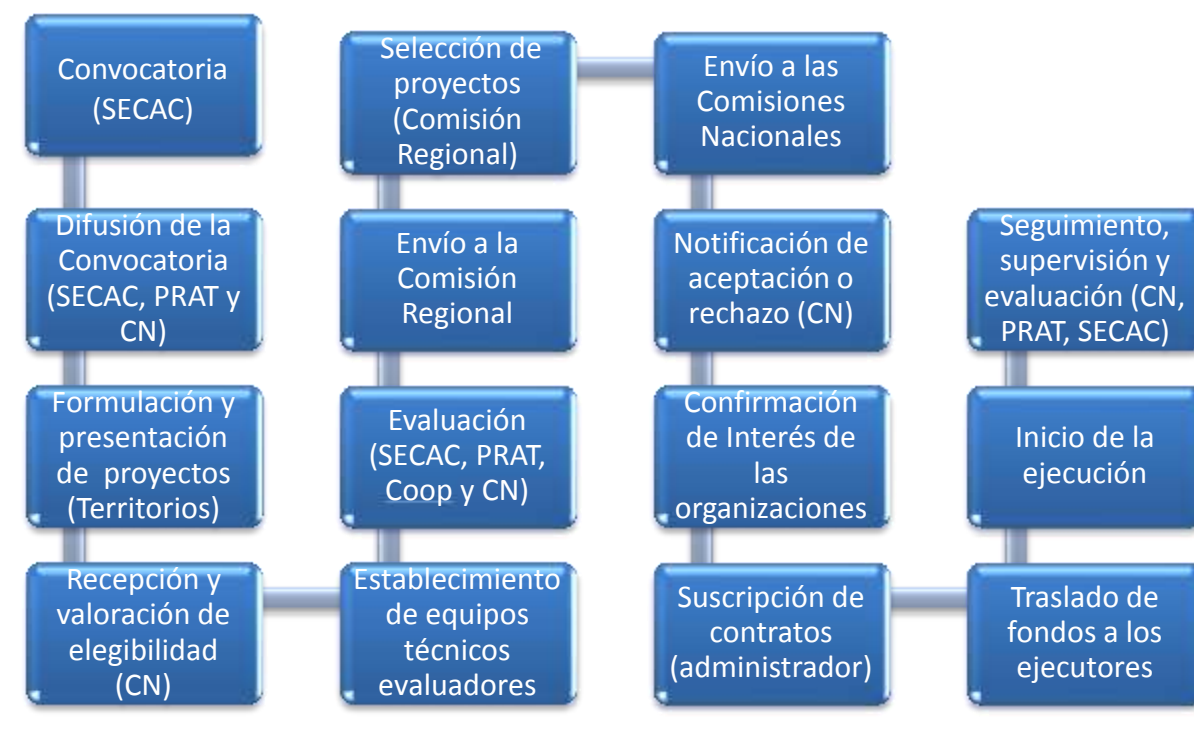 Convocatoria
(SECAC)
Difusión de la
Convocatoria
(SECAC, PRAT y
CN)
Formulación y
presentación
de proyectos
(Territorios)
Recepción y
valoración de
elegibilidad
(CN)
Establecimiento
de equipos
técnicos
evaluadores
Evaluación
(SECAC, PRAT,
Coop y CN)
Envío a la
Comisión
Regional
Selección de
proyectos
(Comisión
Regional)
Envío a las
Comisiones
Nacionales
Notificación de
aceptación o
rechazo (CN)
Confirmación
de Interés de
las
organizaciones
Suscripción de
contratos
(administrador)
Traslado de
fondos a los
ejecutores
Inicio de la
ejecución
Seguimiento,
supervisión y
evaluación (CN,
PRAT, SECAC)